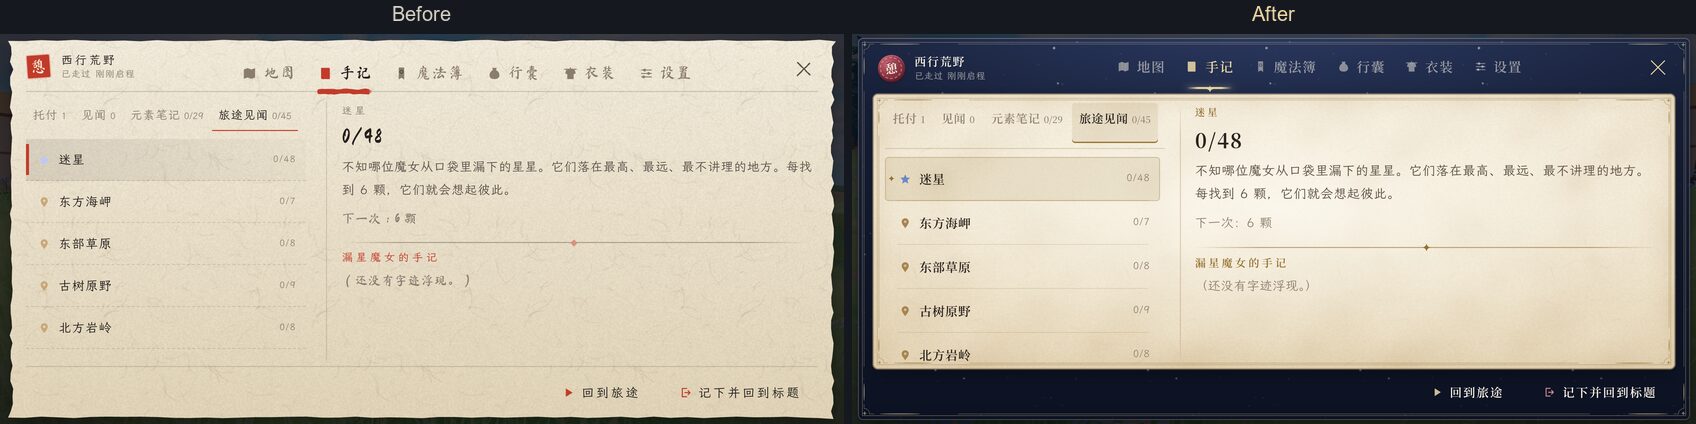 Before
憩
西行荒野
已走过 刚刚启程
地图
手记
魔法簿
行囊
衣装
设置
托付 1
见闻 0
元素笔记 0/29
旅途见闻 0/45
迷星
0/48
东方海岬
0/7
东部草原
0/8
古树原野
0/9
北方岩岭
0/8
迷星
0/48
不知哪位魔女从口袋里漏下的星星。它们落在最高、最远、最不讲理的地方。每找
到 6 颗，它们就会想起彼此。
下一次：6 颗
漏星魔女的手记
（还没有字迹浮现。）
回到旅途
记下并回到标题
After
憩
西行荒野
已走过 刚刚启程
地图
手记
魔法簿
行囊
衣装
设置
托付 1
见闻 0
元素笔记 0/29
旅途见闻 0/45
迷星
0/48
东方海岬
0/7
东部草原
0/8
古树原野
0/9
北方岩岭
0/8
迷星
0/48
不知哪位魔女从口袋里漏下的星星。它们落在最高、最远、最不讲理的地方。
每找到 6 颗，它们就会想起彼此。
下一次：6 颗
漏星魔女的手记
（还没有字迹浮现。）
回到旅途
记下并回到标题